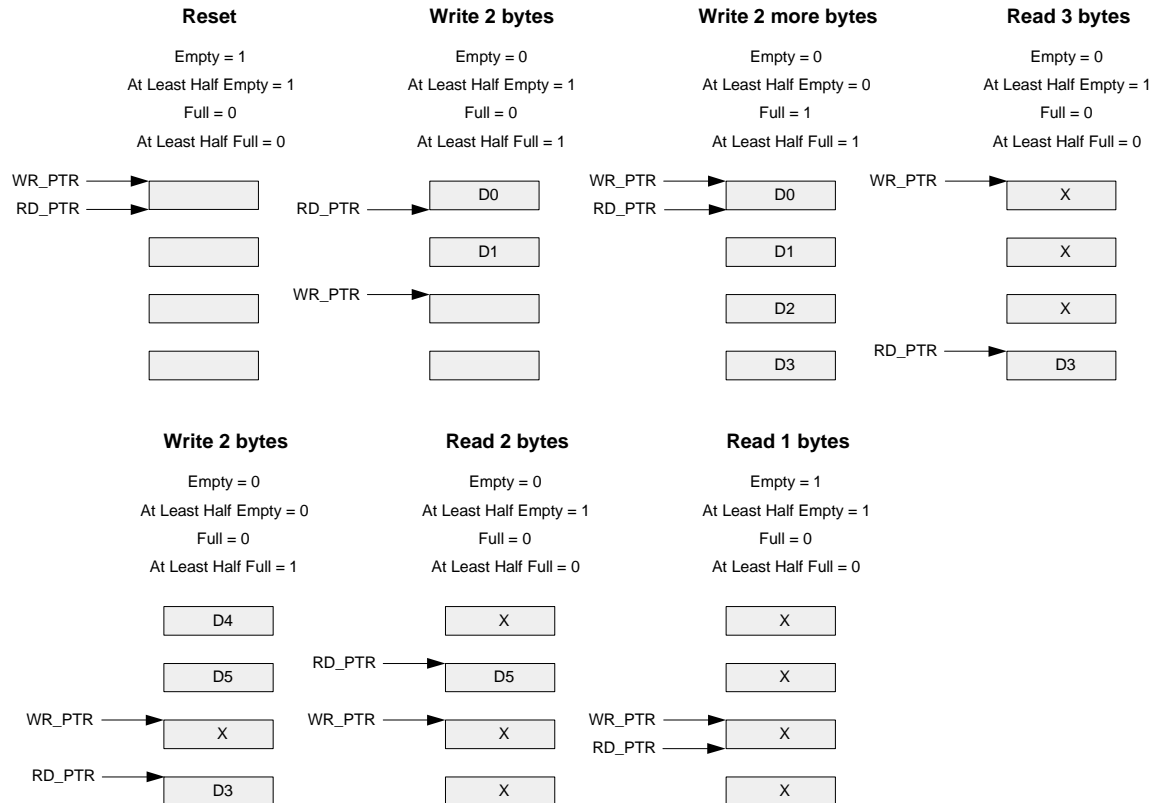 Reset
Empty = 1
At Least Half Empty = 1
Full = 0
At Least Half Full = 0
WR_PTR
RD_PTR
Write 2 bytes
Empty = 0
At Least Half Empty = 1
Full = 0
At Least Half Full = 1
D0
RD_PTR
D1
WR_PTR
Write 2 more bytes
Empty = 0
At Least Half Empty = 0
Full = 1
At Least Half Full = 1
WR_PTR
D0
RD_PTR
D1
D2
D3
Read 3 bytes
Empty = 0
At Least Half Empty = 1
Full = 0
At Least Half Full = 0
WR_PTR
X
X
X
RD_PTR
D3
Write 2 bytes
Empty = 0
At Least Half Empty = 0
Full = 0
At Least Half Full = 1
D4
D5
WR_PTR
X
RD_PTR
D3
Read 2 bytes
Empty = 0
At Least Half Empty = 1
Full = 0
At Least Half Full = 0
X
RD_PTR
D5
WR_PTR
X
X
Read 1 bytes
Empty = 1
At Least Half Empty = 1
Full = 0
At Least Half Full = 0
X
X
WR_PTR
X
RD_PTR
X